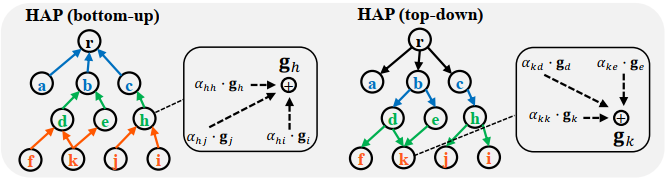 HAP (bottom-up)
r
a b c
d e h
f k j i
g_h
α_hh · g_h
+
α_hj · g_j
α_hi · g_i
HAP (top-down)
r
a b c
d e h
f k j i
α_kd · g_d
α_ke · g_e
α_kk · g_k
+
g_k